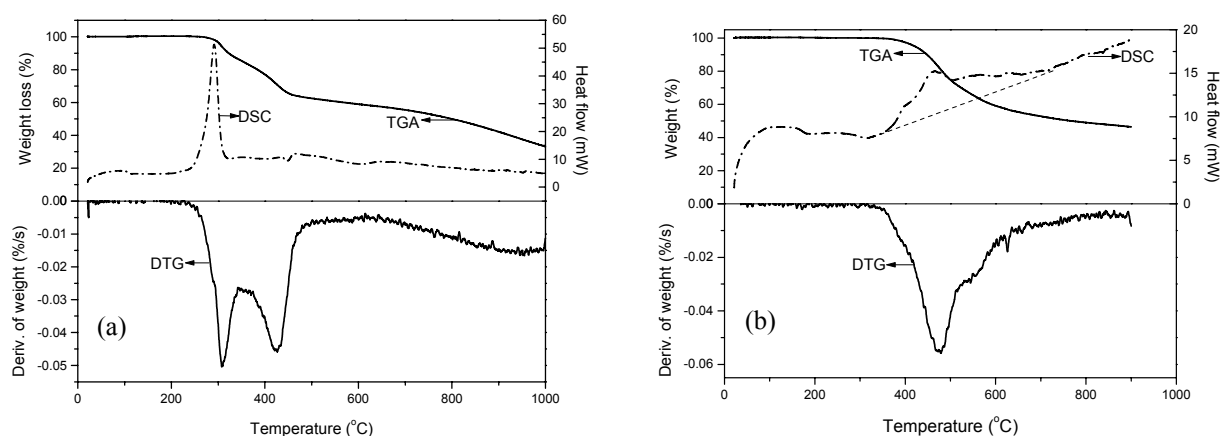 100
80
60
40
20
0.00
-0.01
-0.02
-0.03
-0.04
-0.05
Weight loss (%)
Deriv. of weight (%/s)
60
50
40
30
20
10
0
Heat flow (mW)
DSC
TGA
DTG
(a)
0 200 400 600 800 1000
Temperature (°C)
100
80
60
40
20
0.00
-0.02
-0.04
-0.06
Weight (%)
Deriv. of weight (%/s)
20
15
10
5
0
Heat flow (mW)
TGA
DSC
DTG
(b)
0 200 400 600 800 1000
Temperature (°C)